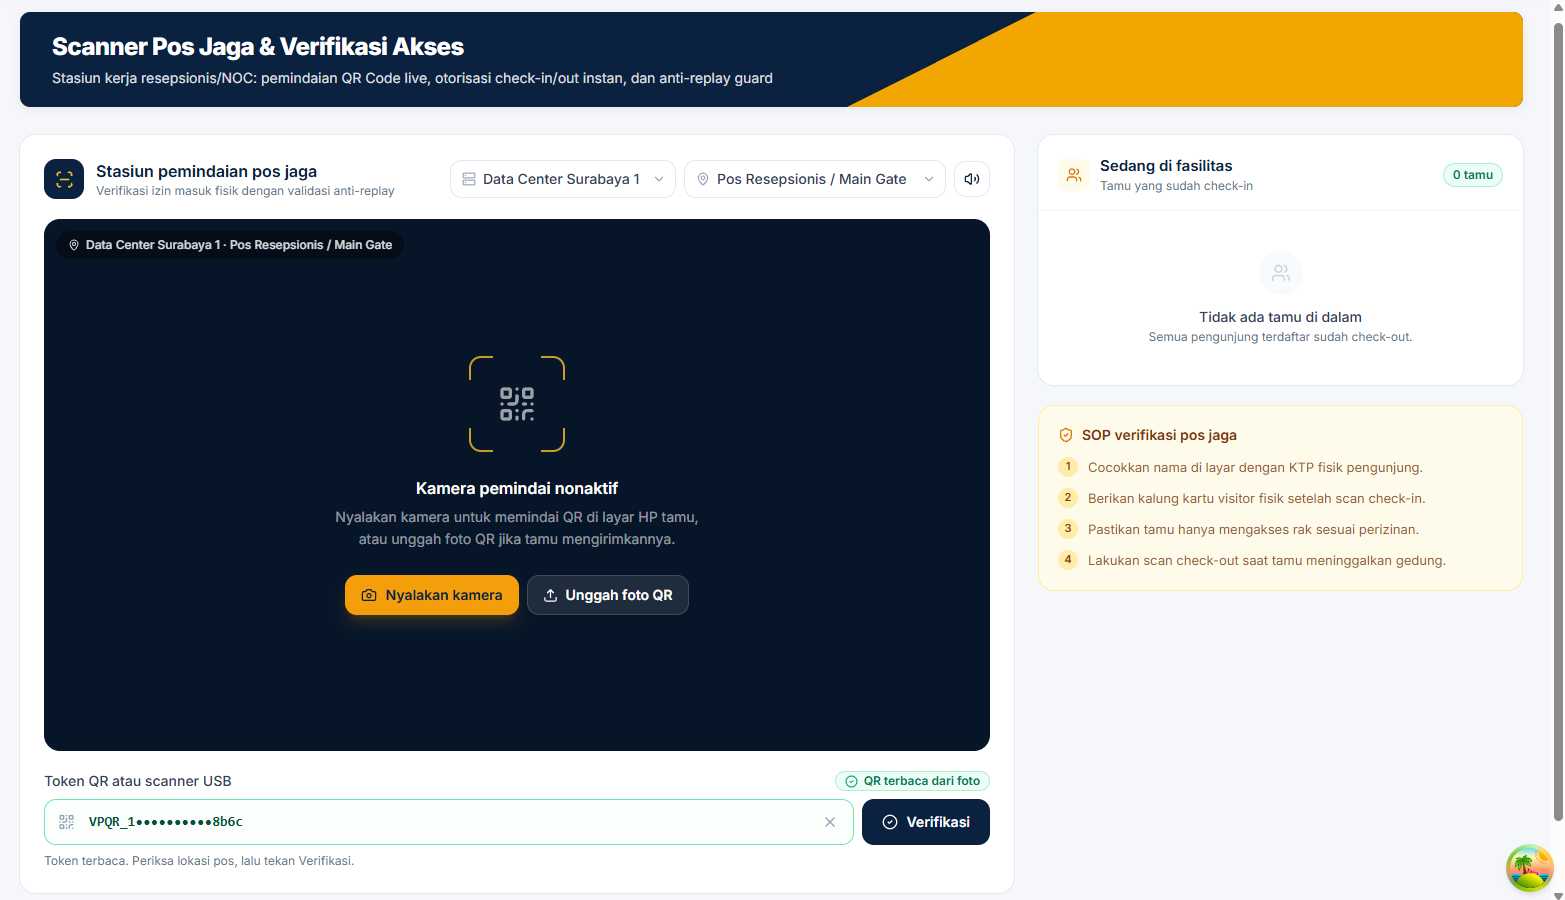 Scanner Pos Jaga & Verifikasi Akses
Stasiun kerja resepsionis/NOC: pemindaian QR Code live, otorisasi check-in/out instan, dan anti-replay guard
Stasiun pemindaian pos jaga
Verifikasi izin masuk fisik dengan validasi anti-replay
Data Center Surabaya 1
Pos Resepsionis / Main Gate
Data Center Surabaya 1 · Pos Resepsionis / Main Gate
Kamera pemindai nonaktif
Nyalakan kamera untuk memindai QR di layar HP tamu,
atau unggah foto QR jika tamu mengirimkannya.
Nyalakan kamera
Unggah foto QR
Token QR atau scanner USB
QR terbaca dari foto
VPQR_1••••••••••8b6c
Verifikasi
Token terbaca. Periksa lokasi pos, lalu tekan Verifikasi.
Sedang di fasilitas
Tamu yang sudah check-in
0 tamu
Tidak ada tamu di dalam
Semua pengunjung terdaftar sudah check-out.
SOP verifikasi pos jaga
1 Cocokkan nama di layar dengan KTP fisik pengunjung.
2 Berikan kalung kartu visitor fisik setelah scan check-in.
3 Pastikan tamu hanya mengakses rak sesuai perizinan.
4 Lakukan scan check-out saat tamu meninggalkan gedung.